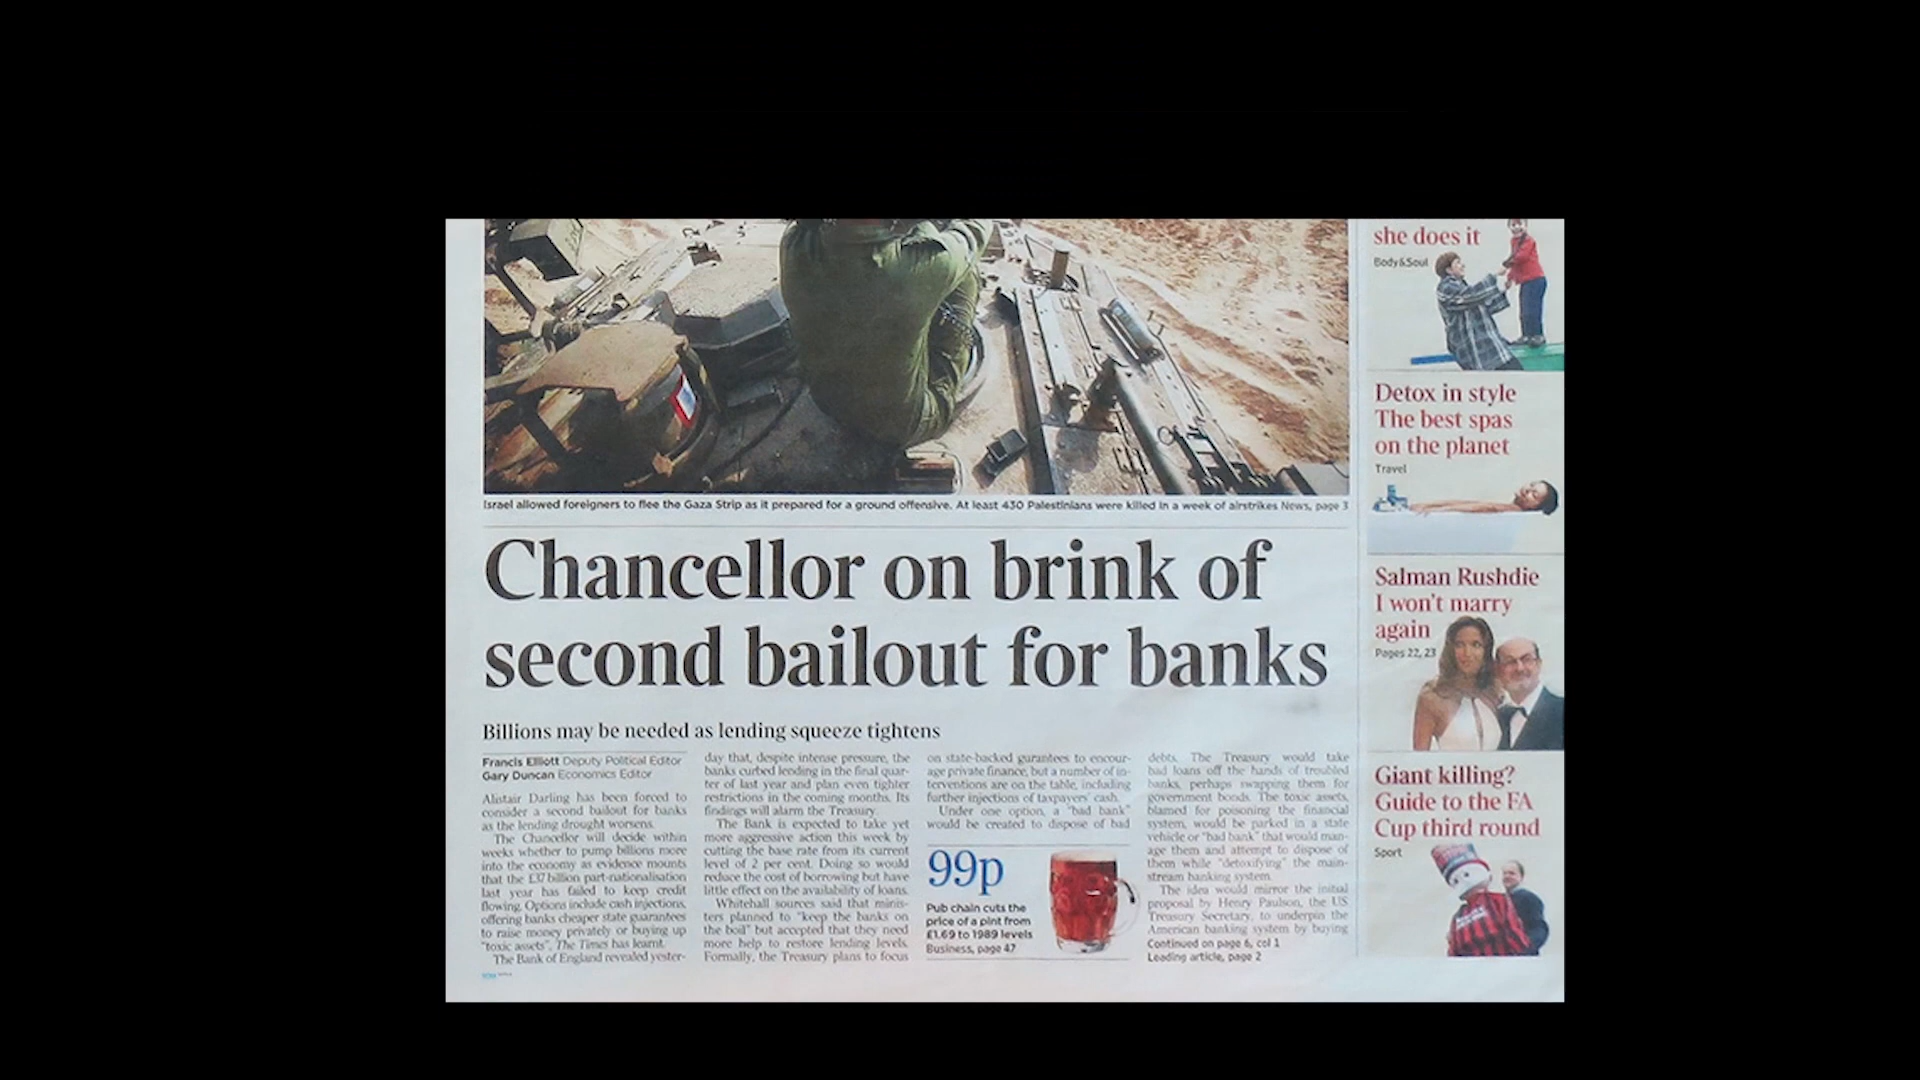 Israel allowed foreigners to flee the Gaza Strip as it prepared for a ground offensive. At least 430 Palestinians were killed in a week of airstrikes News, page 3
Chancellor on brink of
second bailout for banks
Billions may be needed as lending squeeze tightens
Francis Elliott Deputy Political Editor
Gary Duncan Economics Editor
Alistair Darling has been forced to
consider a second bailout for banks
as the lending drought worsens.
The Chancellor will decide within
weeks whether to pump billions more
into the economy as evidence mounts
that the £37 billion part-nationalisation
last year has failed to keep credit
flowing. Options include cash injections,
offering banks cheaper state guarantees
to raise money privately or buying up
"toxic assets", The Times has learnt.
The Bank of England revealed yester-
day that, despite intense pressure, the
banks curbed lending in the final quar-
ter of last year and plan even tighter
restrictions in the coming months. Its
findings will alarm the Treasury.
The Bank is expected to take yet
more aggressive action this week by
cutting the base rate from its current
level of 2 per cent. Doing so would
reduce the cost of borrowing but have
little effect on the availability of loans.
Whitehall sources said that minis-
ters planned to "keep the banks on
the boil" but accepted that they need
more help to restore lending levels.
Formally, the Treasury plans to focus
on state-backed gurantees to encour-
age private finance, but a number of in-
terventions are on the table, including
further injections of taxpayers' cash.
Under one option, a "bad bank"
would be created to dispose of bad
99p
Pub chain cuts the
price of a pint from
£1.69 to 1989 levels
Business, page 47
debts. The Treasury would take
bad loans off the hands of troubled
banks, perhaps swapping them for
government bonds. The toxic assets,
blamed for poisoning the financial
system, would be parked in a state
vehicle or "bad bank" that would man-
age them and attempt to dispose of
them while "detoxifying" the main-
stream banking system.
The idea would mirror the initial
proposal by Henry Paulson, the US
Treasury Secretary, to underpin the
American banking system by buying
Continued on page 6, col 1
Leading article, page 2
she does it
Body&Soul
Detox in style
The best spas
on the planet
Travel
Salman Rushdie
I won't marry
again
Pages 22, 23
Giant killing?
Guide to the FA
Cup third round
Sport